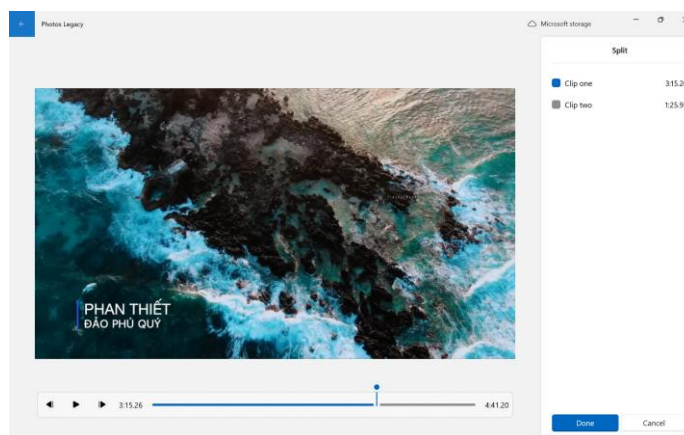 Photos Legacy
Microsoft storage
Split
Clip one 3:15.26
Clip two 1:25.9
PHAN THIẾT
ĐẢO PHÚ QUÝ
3:15.26 4:41.20
Done Cancel